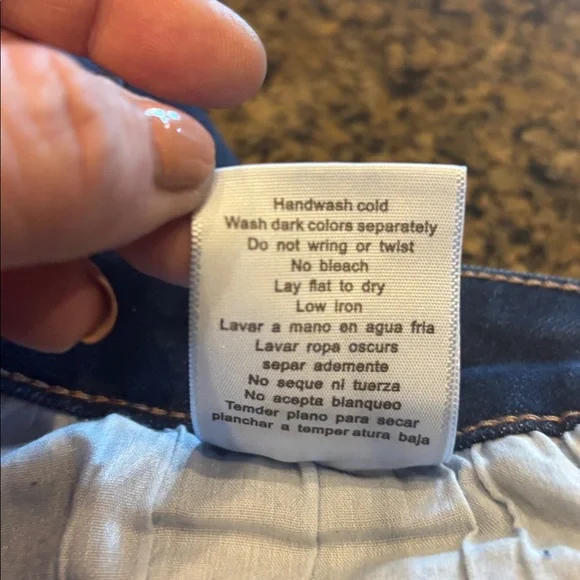 Handwash cold
Wash dark colors separately
Do not wring or twist
No bleach
Lay flat to dry
Low iron
Lavar a mano en agua fria
Lavar ropa oscurs
separ ademente
No seque ni tuerza
No acepta blanqueo
Temder plano para secar
planchar a temper atura baja